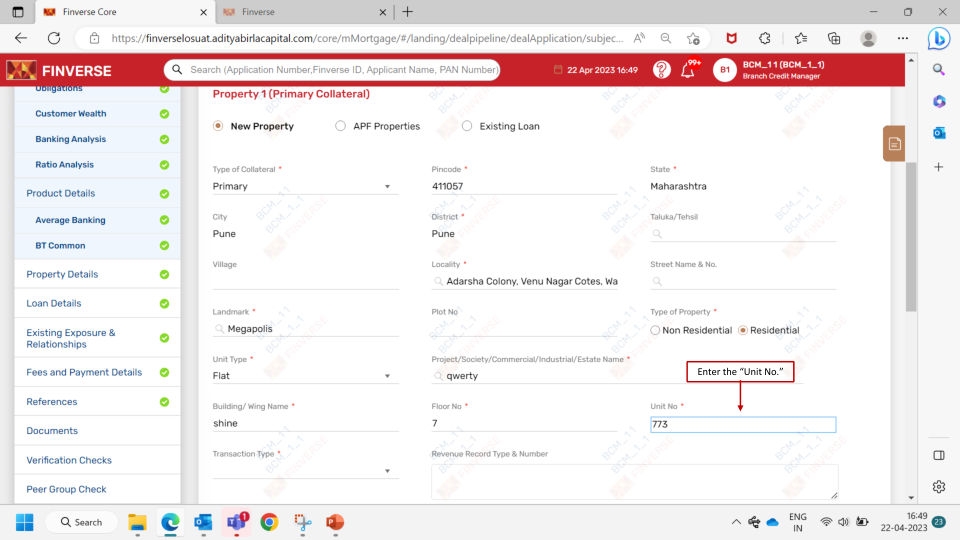 Finverse Core
Finverse
https://finverselosuat.adityabirlacapital.com/core/mMortgage/#/landing/dealpipeline/dealApplication/subjec...
FINVERSE
Search (Application Number,Finverse ID, Applicant Name, PAN Number)
22 Apr 2023 16:49
99+
B1
BCM_11 (BCM_1_1)
Branch Credit Manager
Obligations
Customer Wealth
Banking Analysis
Ratio Analysis
Product Details
Average Banking
BT Common
Property Details
Loan Details
Existing Exposure &
Relationships
Fees and Payment Details
References
Documents
Verification Checks
Peer Group Check
Property 1 (Primary Collateral)
New Property
APF Properties
Existing Loan
Type of Collateral *
Pincode *
State *
Primary
411057
Maharashtra
City
District *
Taluka/Tehsil
Pune
Pune
Village
Locality *
Street Name & No.
Adarsha Colony, Venu Nagar Cotes, Wa
Landmark *
Plot No
Type of Property *
Megapolis
Non Residential
Residential
Unit Type *
Project/Society/Commercial/Industrial/Estate Name *
Flat
qwerty
Enter the “Unit No.”
Building/ Wing Name *
Floor No *
Unit No *
shine
7
773
Transaction Type *
Revenue Record Type & Number
BCM_11
BCM_1_1
FINVERSE
Search
1
ENG
IN
16:49
22-04-2023
23